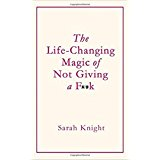 The
Life-Changing
Magic of
Not Giving
a F**k
Sarah Knight